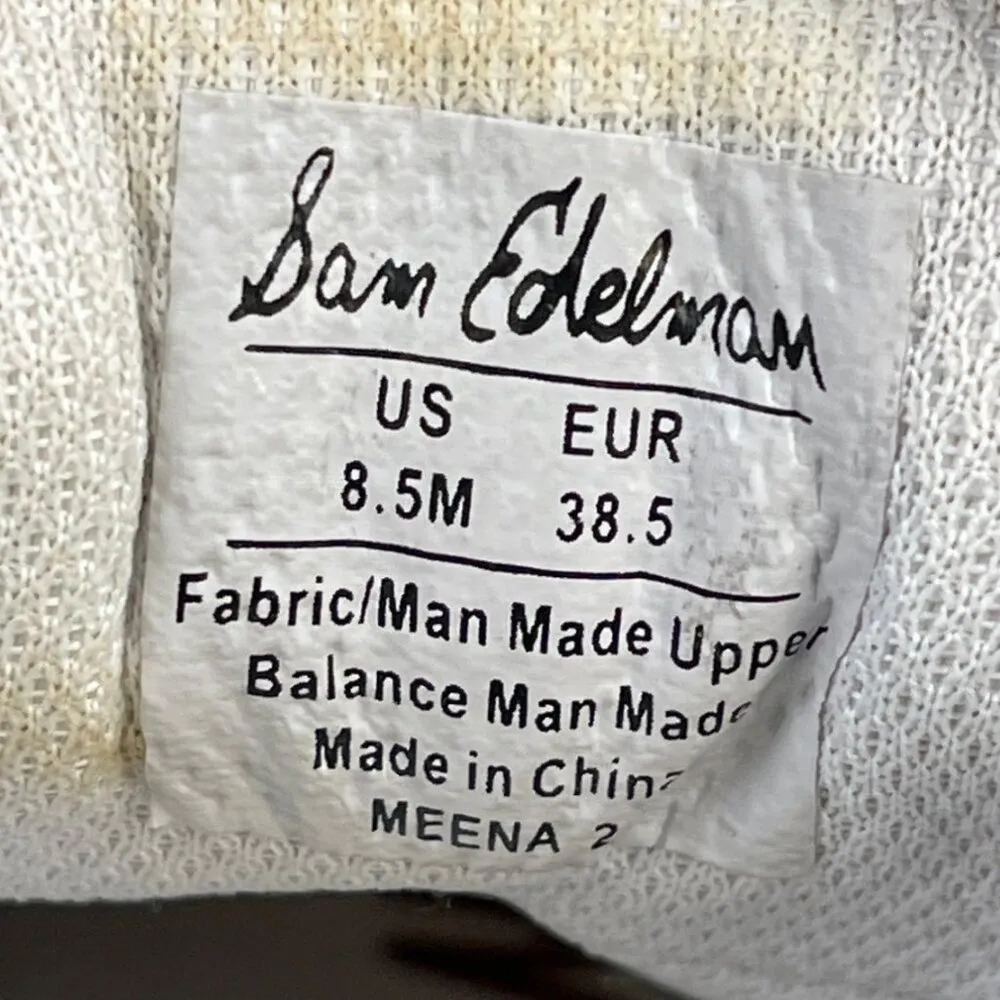 Sam Edelman
US EUR
8.5M 38.5
Fabric/Man Made Upper
Balance Man Made
Made in China
MEENA 2